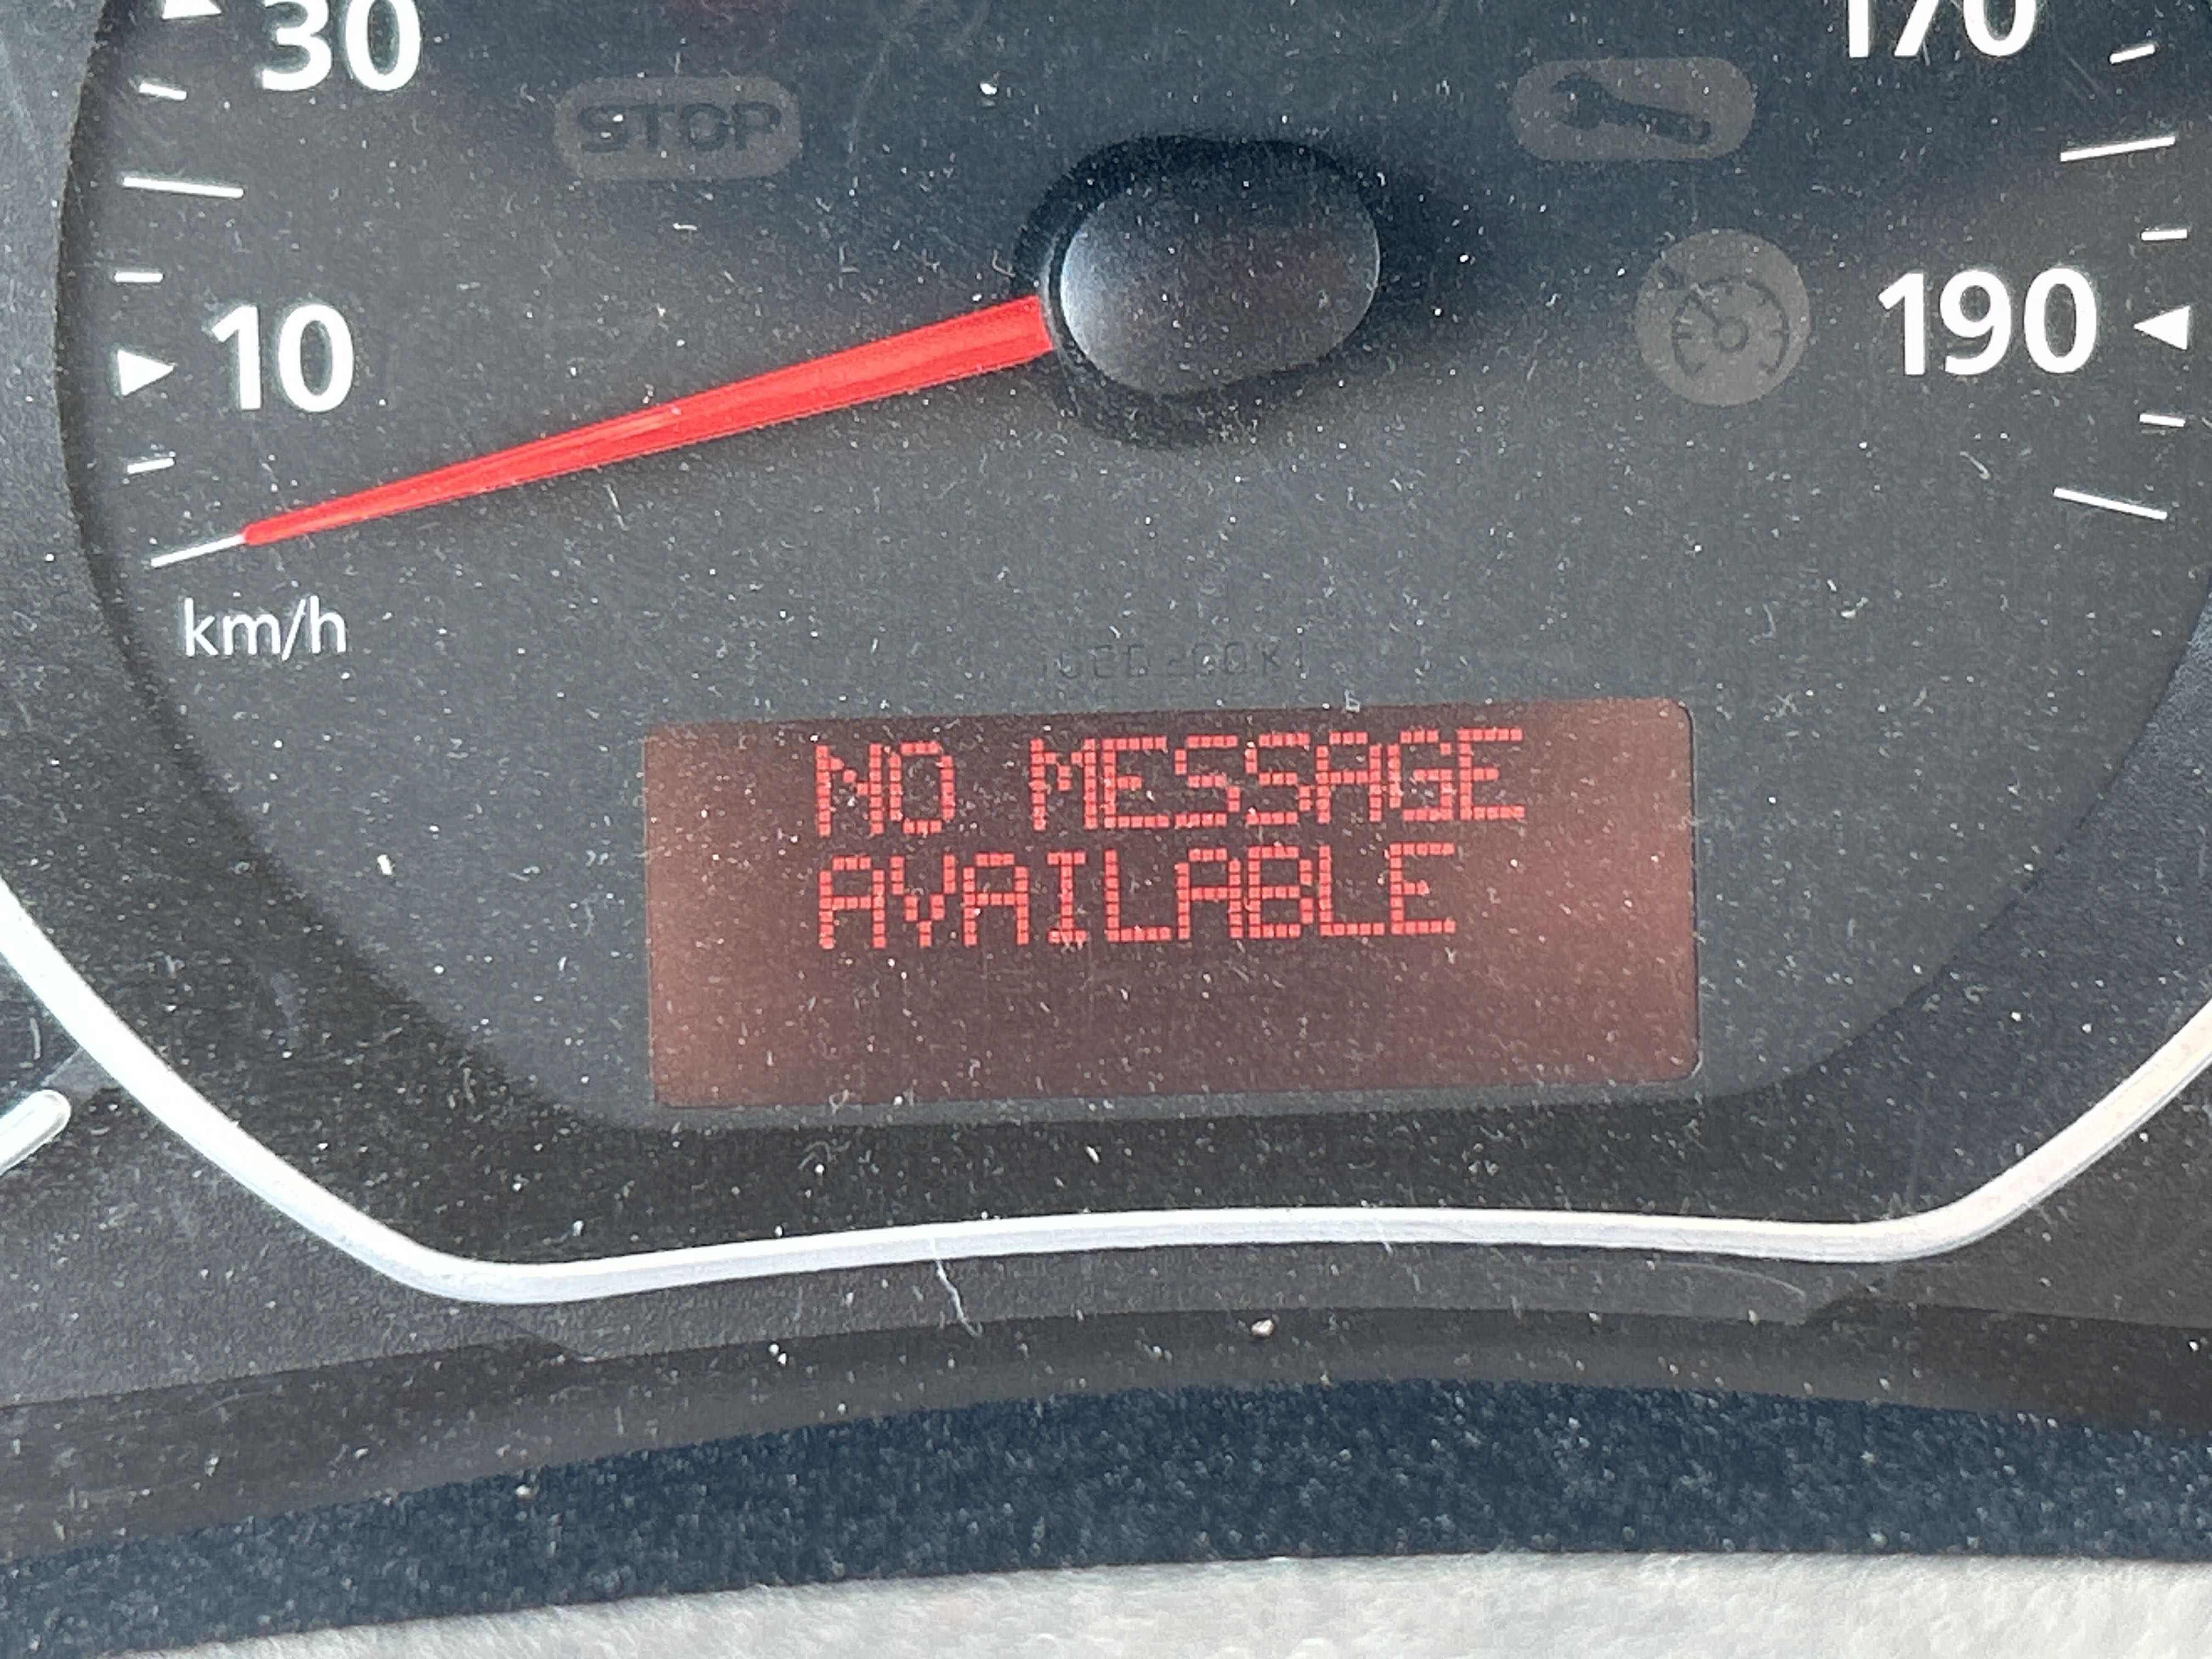 30
170
STOP
10
190
km/h
NO MESSAGE
AVAILABLE